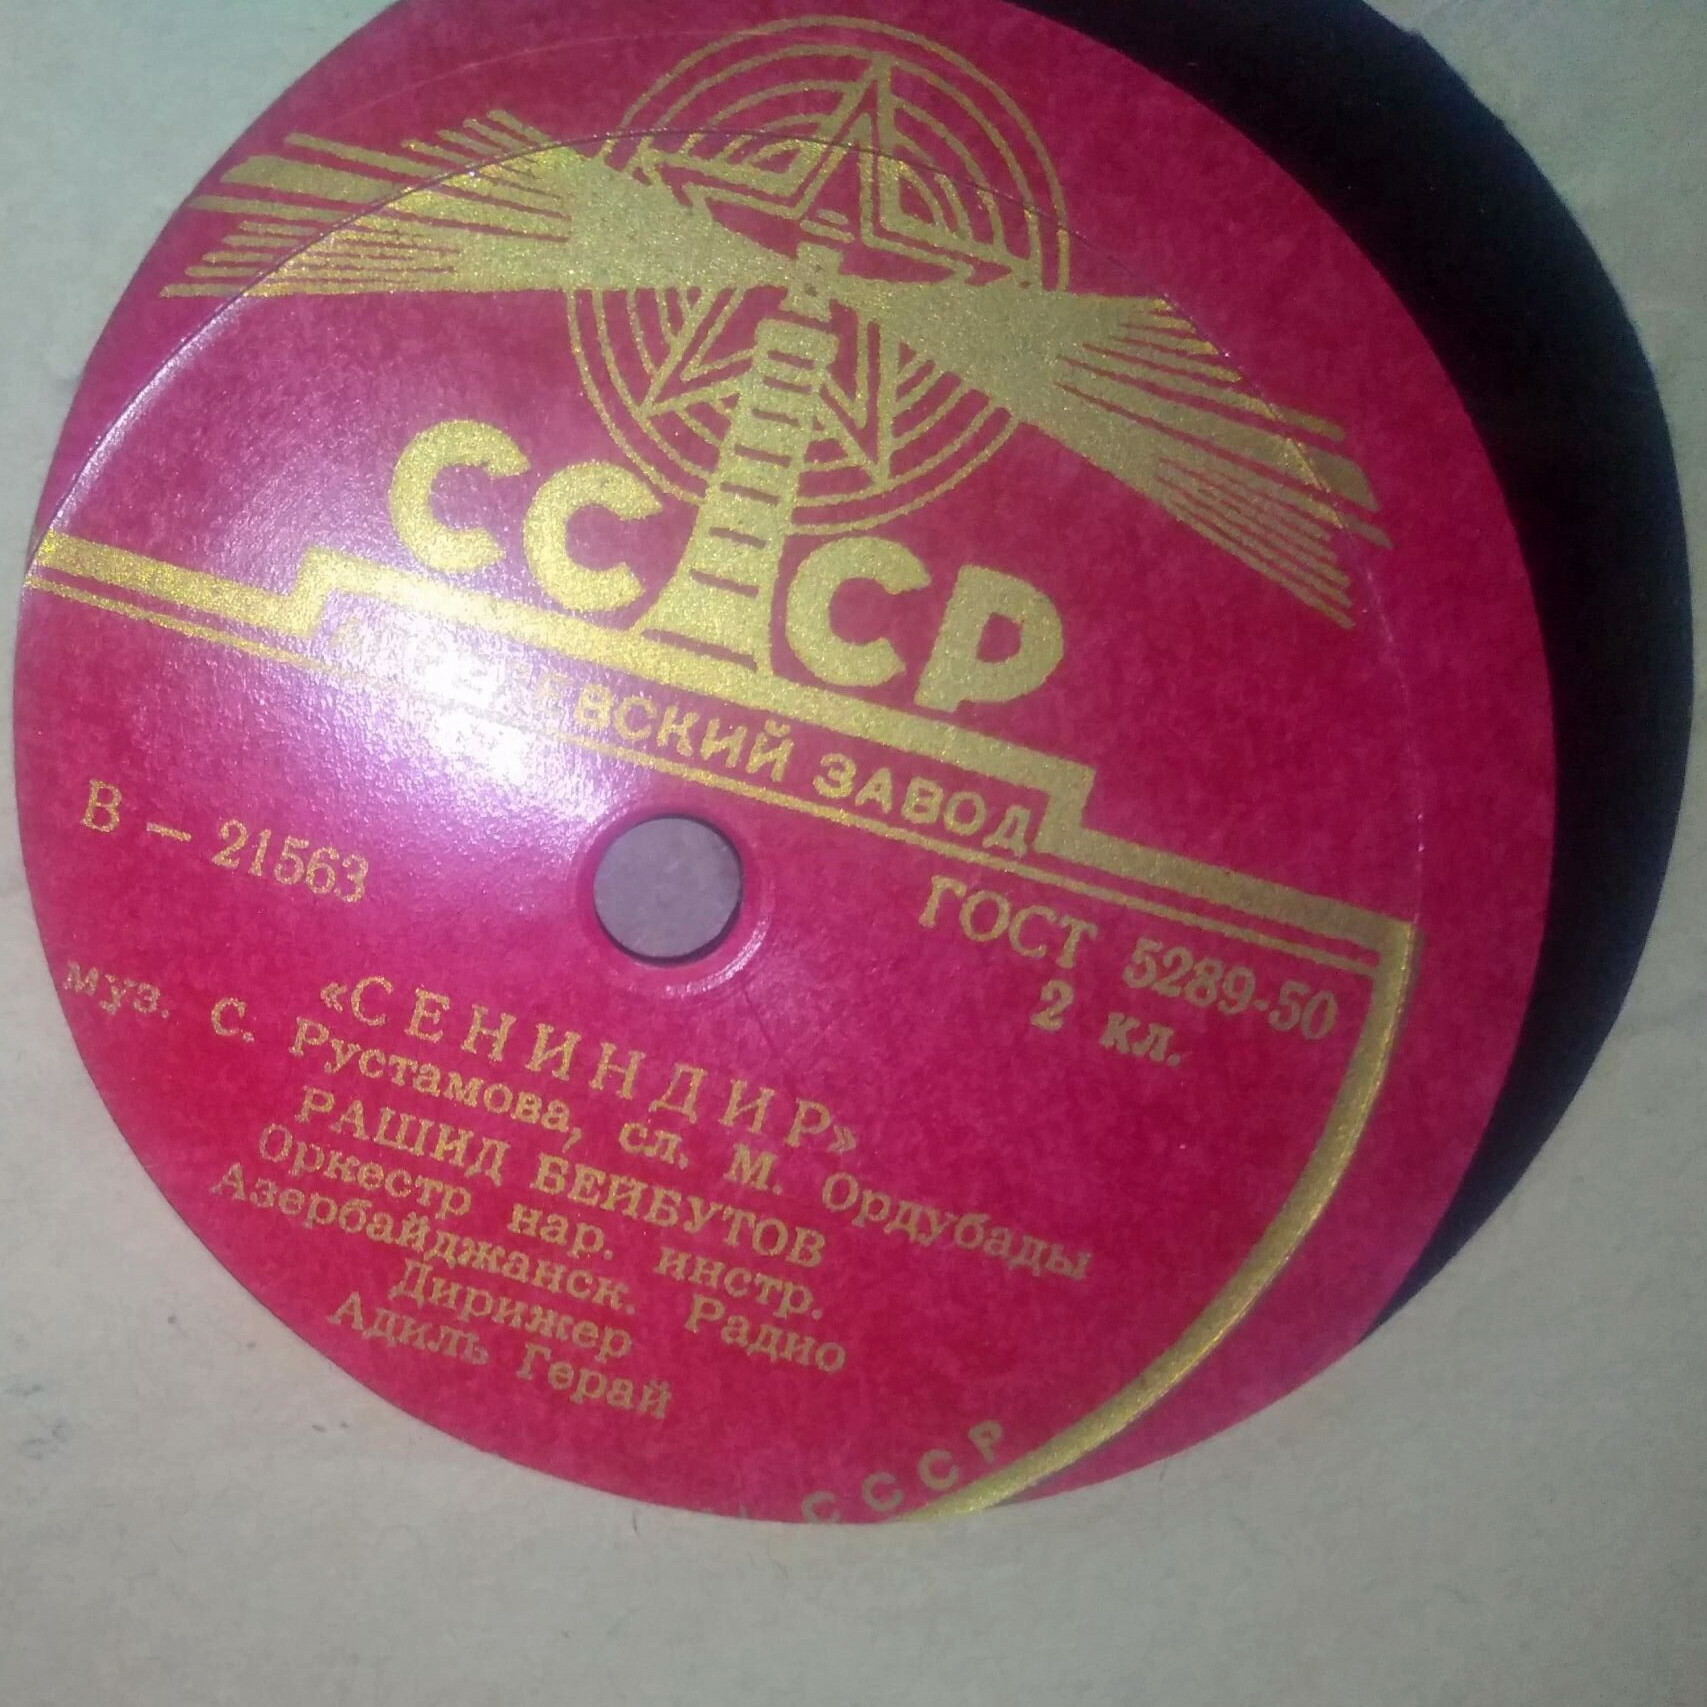 СССР
ЗАВОД
В — 21563
ГОСТ 5289-50
2 кл.
«СЕНИНДИР»
муз. С. Рустамова, сл. М. Ордубады
РАШИД БЕЙБУТОВ
Оркестр нар. инстр.
Азербайджанск. Радио
Дирижер
Адиль Герай
СССР